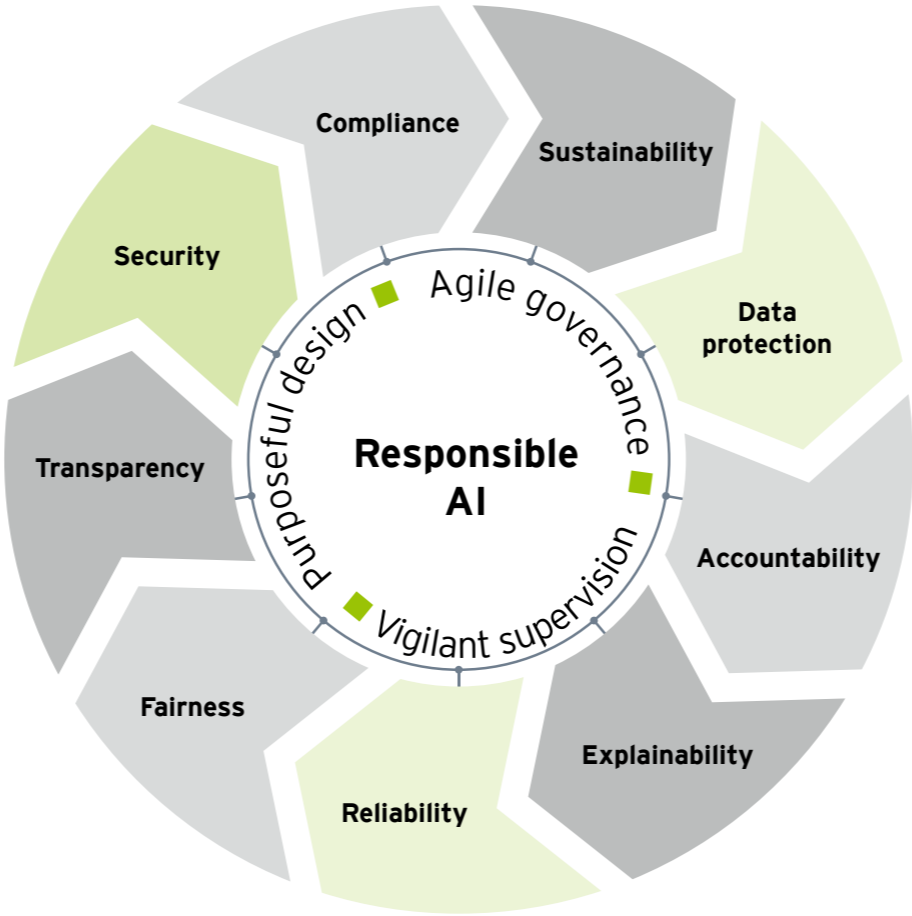 Compliance
Sustainability
Security
Data
protection
Purposeful design
Agile governance
Vigilant supervision
Responsible
AI
Transparency
Accountability
Fairness
Explainability
Reliability